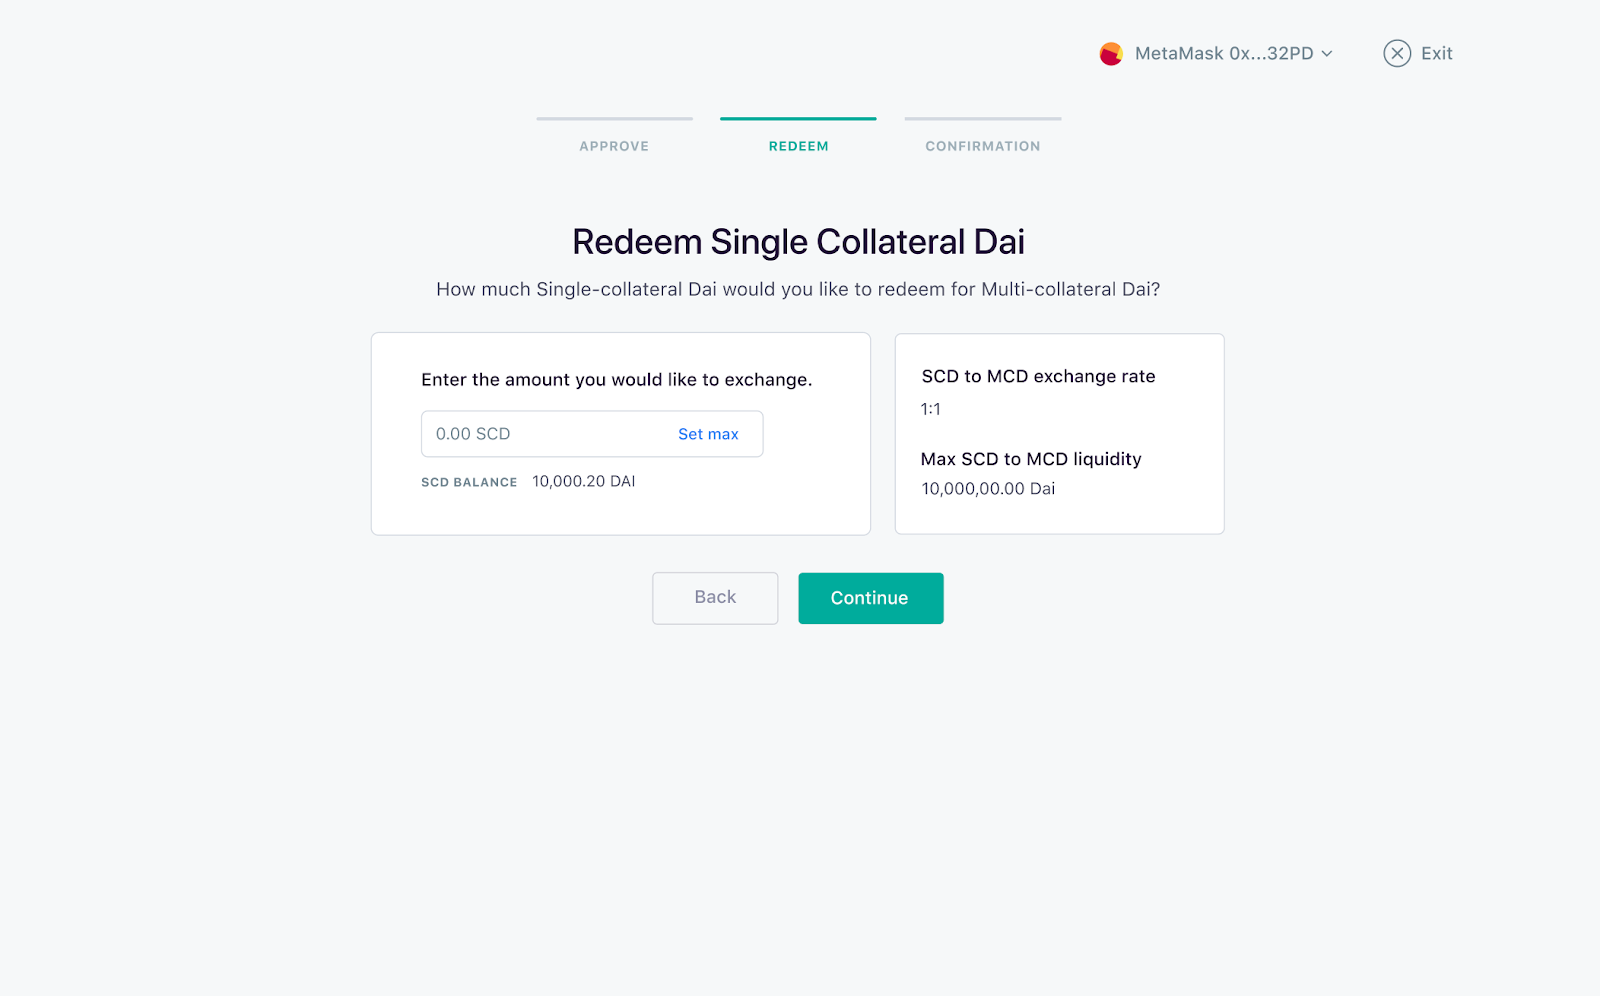 MetaMask 0x...32PD
Exit
APPROVE
REDEEM
CONFIRMATION
Redeem Single Collateral Dai
How much Single-collateral Dai would you like to redeem for Multi-collateral Dai?
Enter the amount you would like to exchange.
0.00 SCD
Set max
SCD BALANCE 10,000.20 DAI
SCD to MCD exchange rate
1:1
Max SCD to MCD liquidity
10,000,00.00 Dai
Back
Continue